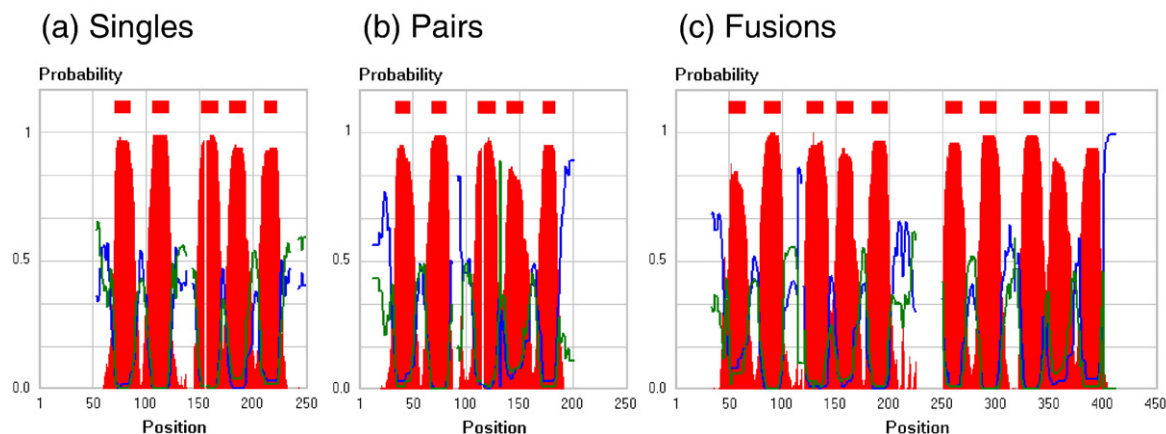 (a) Singles
(b) Pairs
(c) Fusions
Probability
Probability
Probability
1
0.5
0.0
1 50 100 150 200 250
Position
1
0.5
0.0
1 50 100 150 200 250
Position
1
0.5
0.0
1 50 100 150 200 250 300 350 400 450
Position